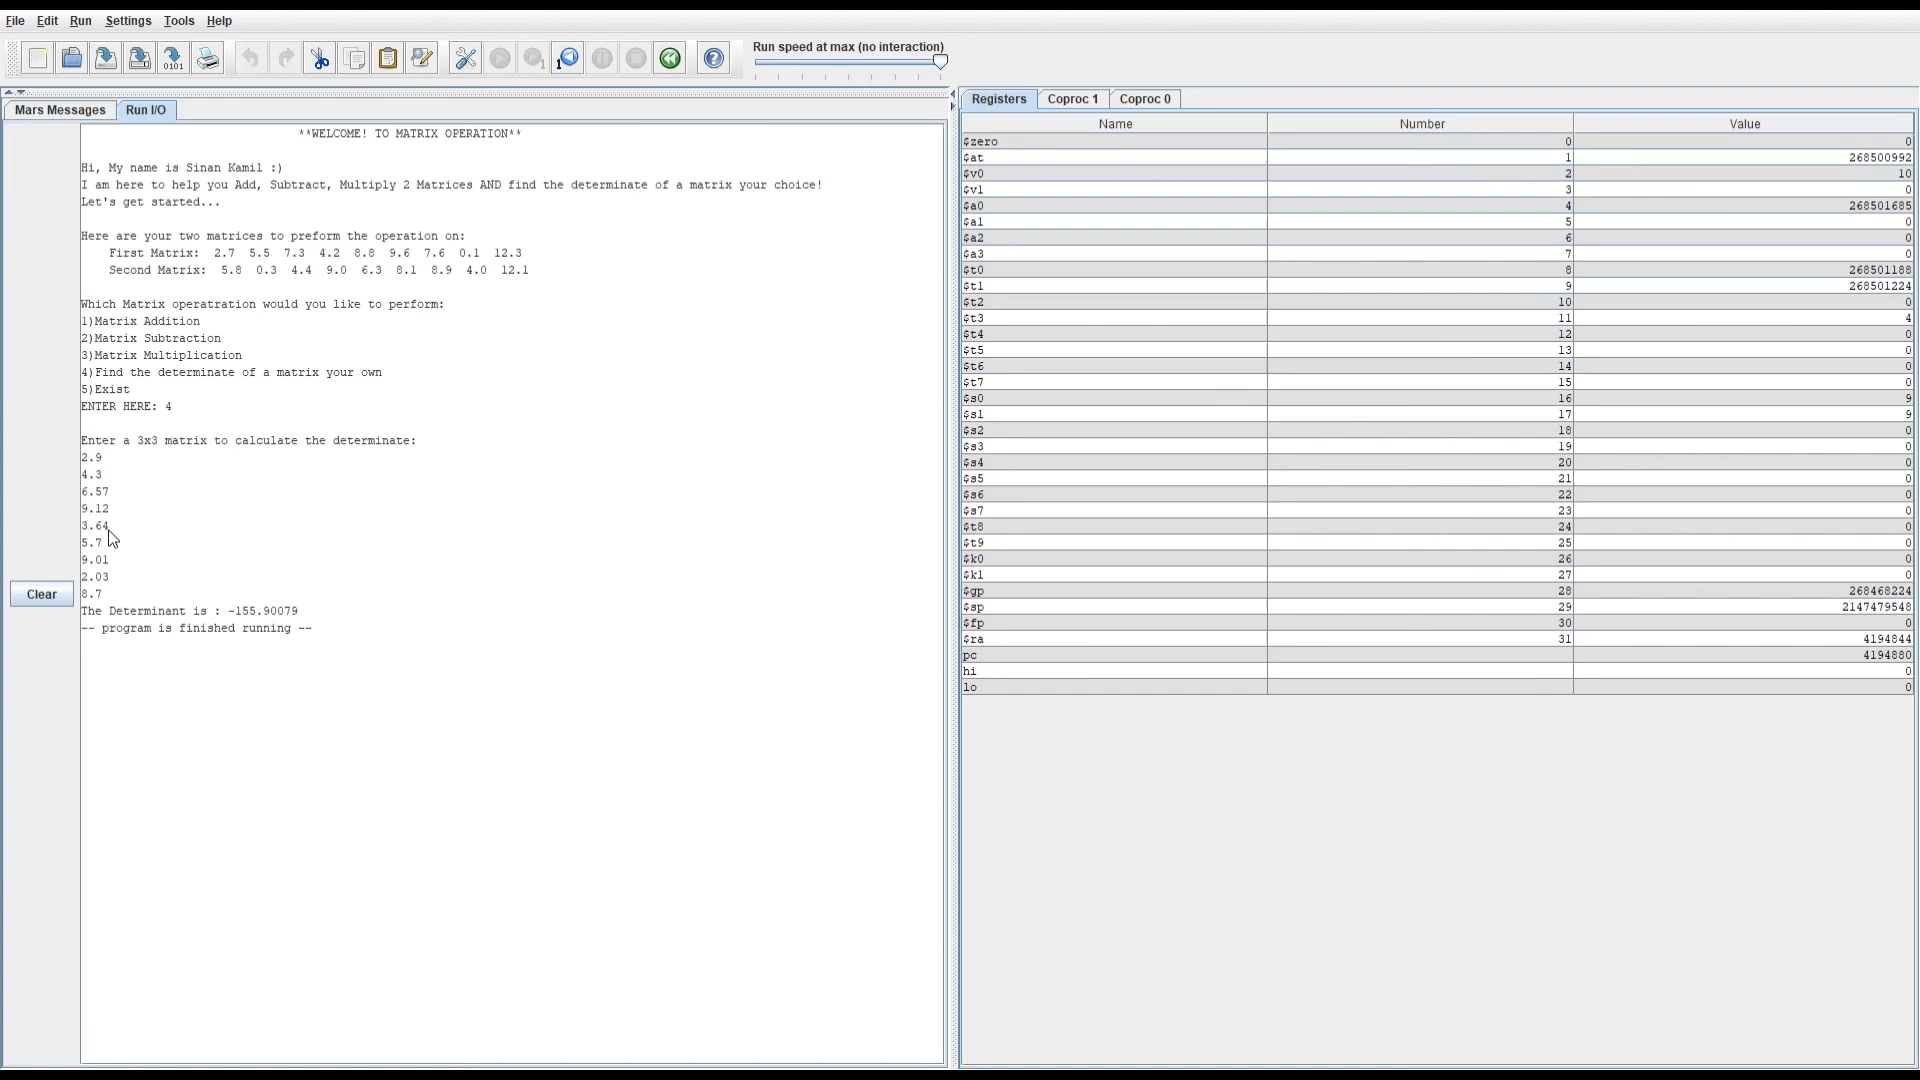 File Edit Run Settings Tools Help
Run speed at max (no interaction)
Mars Messages Run I/O
**WELCOME! TO MATRIX OPERATION**
Hi, My name is Sinan Kamil :)
I am here to help you Add, Subtract, Multiply 2 Matrices AND find the determinate of a matrix your choice!
Let's get started...
Here are your two matrices to preform the operation on:
First Matrix: 2.7 5.5 7.3 4.2 8.8 9.6 7.6 0.1 12.3
Second Matrix: 5.8 0.3 4.4 9.0 6.3 8.1 8.9 4.0 12.1
Which Matrix operatration would you like to perform:
1)Matrix Addition
2)Matrix Subtraction
3)Matrix Multiplication
4)Find the determinate of a matrix your own
5)Exist
ENTER HERE: 4
Enter a 3x3 matrix to calculate the determinate:
2.9
4.3
6.57
9.12
3.64
5.7
9.01
2.03
8.7
The Determinant is : -155.90079
-- program is finished running --
Clear
Registers Coproc 1 Coproc 0
Name Number Value
$zero 0 0
$at 1 268500992
$v0 2 10
$v1 3 0
$a0 4 268501685
$a1 5 0
$a2 6 0
$a3 7 0
$t0 8 268501188
$t1 9 268501224
$t2 10 0
$t3 11 4
$t4 12 0
$t5 13 0
$t6 14 0
$t7 15 0
$s0 16 9
$s1 17 9
$s2 18 0
$s3 19 0
$s4 20 0
$s5 21 0
$s6 22 0
$s7 23 0
$t8 24 0
$t9 25 0
$k0 26 0
$k1 27 0
$gp 28 268468224
$sp 29 2147479548
$fp 30 0
$ra 31 4194844
pc 4194880
hi 0
lo 0